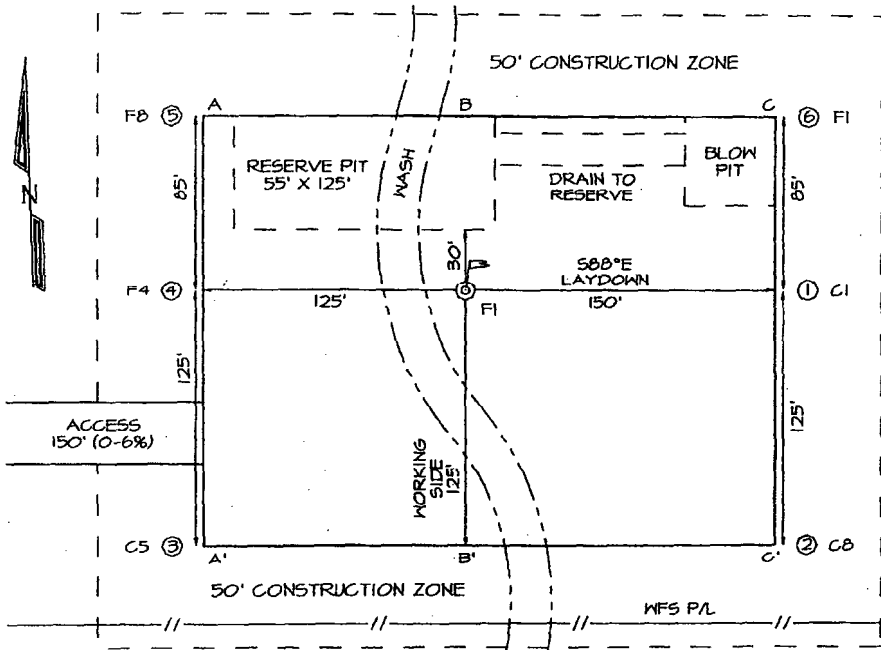 50' CONSTRUCTION ZONE
A
B
C
F8 ⑤
⑥ F1
RESERVE PIT
55' X 125'
WASH
DRAIN TO
RESERVE
BLOW
PIT
85'
85'
N
30'
S88°E
LAYDOWN
F4 ④
125'
F1
150'
① C1
125'
125'
ACCESS
150' (0-6%)
WORKING
SIDE
125'
C5 ③
② C8
A'
B'
C'
50' CONSTRUCTION ZONE
WFS P/L